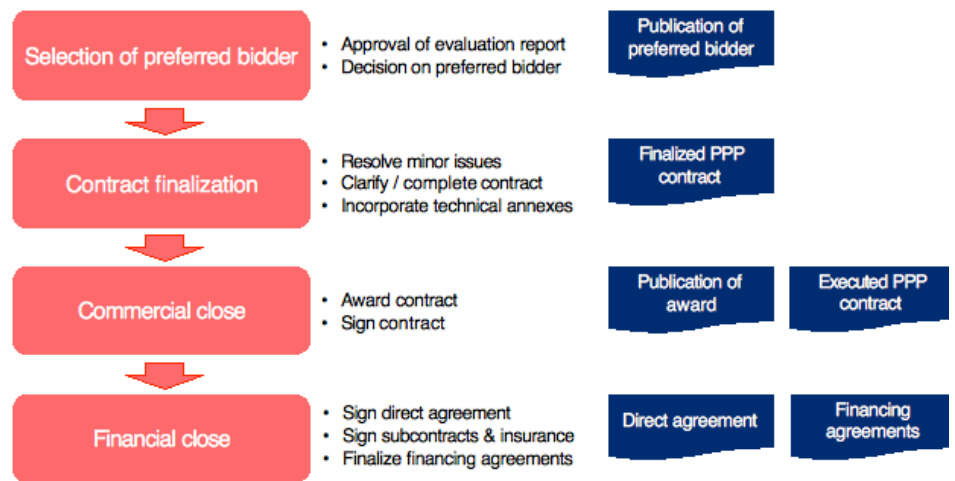 Selection of preferred bidder
• Approval of evaluation report
• Decision on preferred bidder
Publication of
preferred bidder
Contract finalization
• Resolve minor issues
• Clarify / complete contract
• Incorporate technical annexes
Finalized PPP
contract
Commercial close
• Award contract
• Sign contract
Publication of
award
Executed PPP
contract
Financial close
• Sign direct agreement
• Sign subcontracts & insurance
• Finalize financing agreements
Direct agreement
Financing
agreements